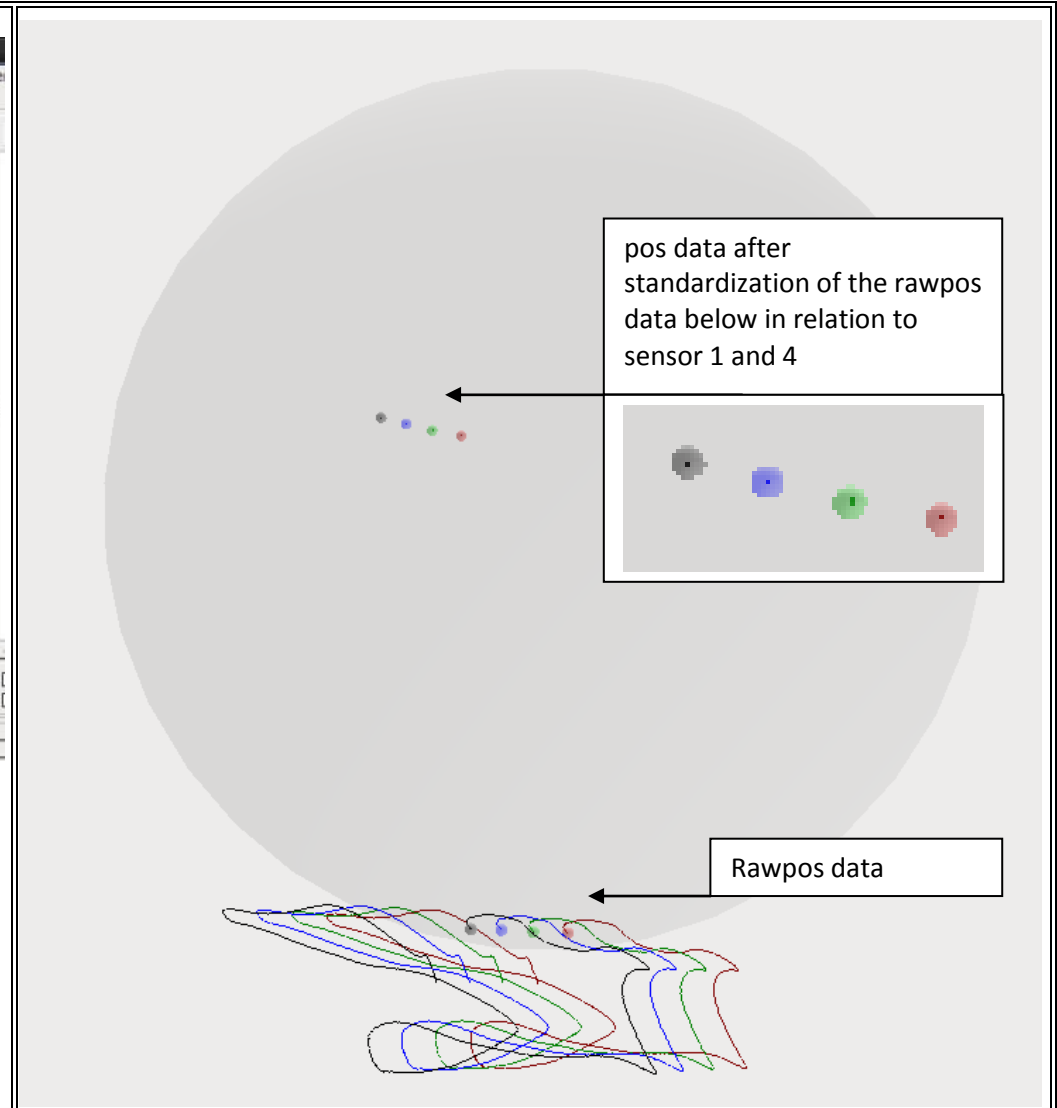 pos data after
standardization of the rawpos
data below in relation to
sensor 1 and 4
Rawpos data